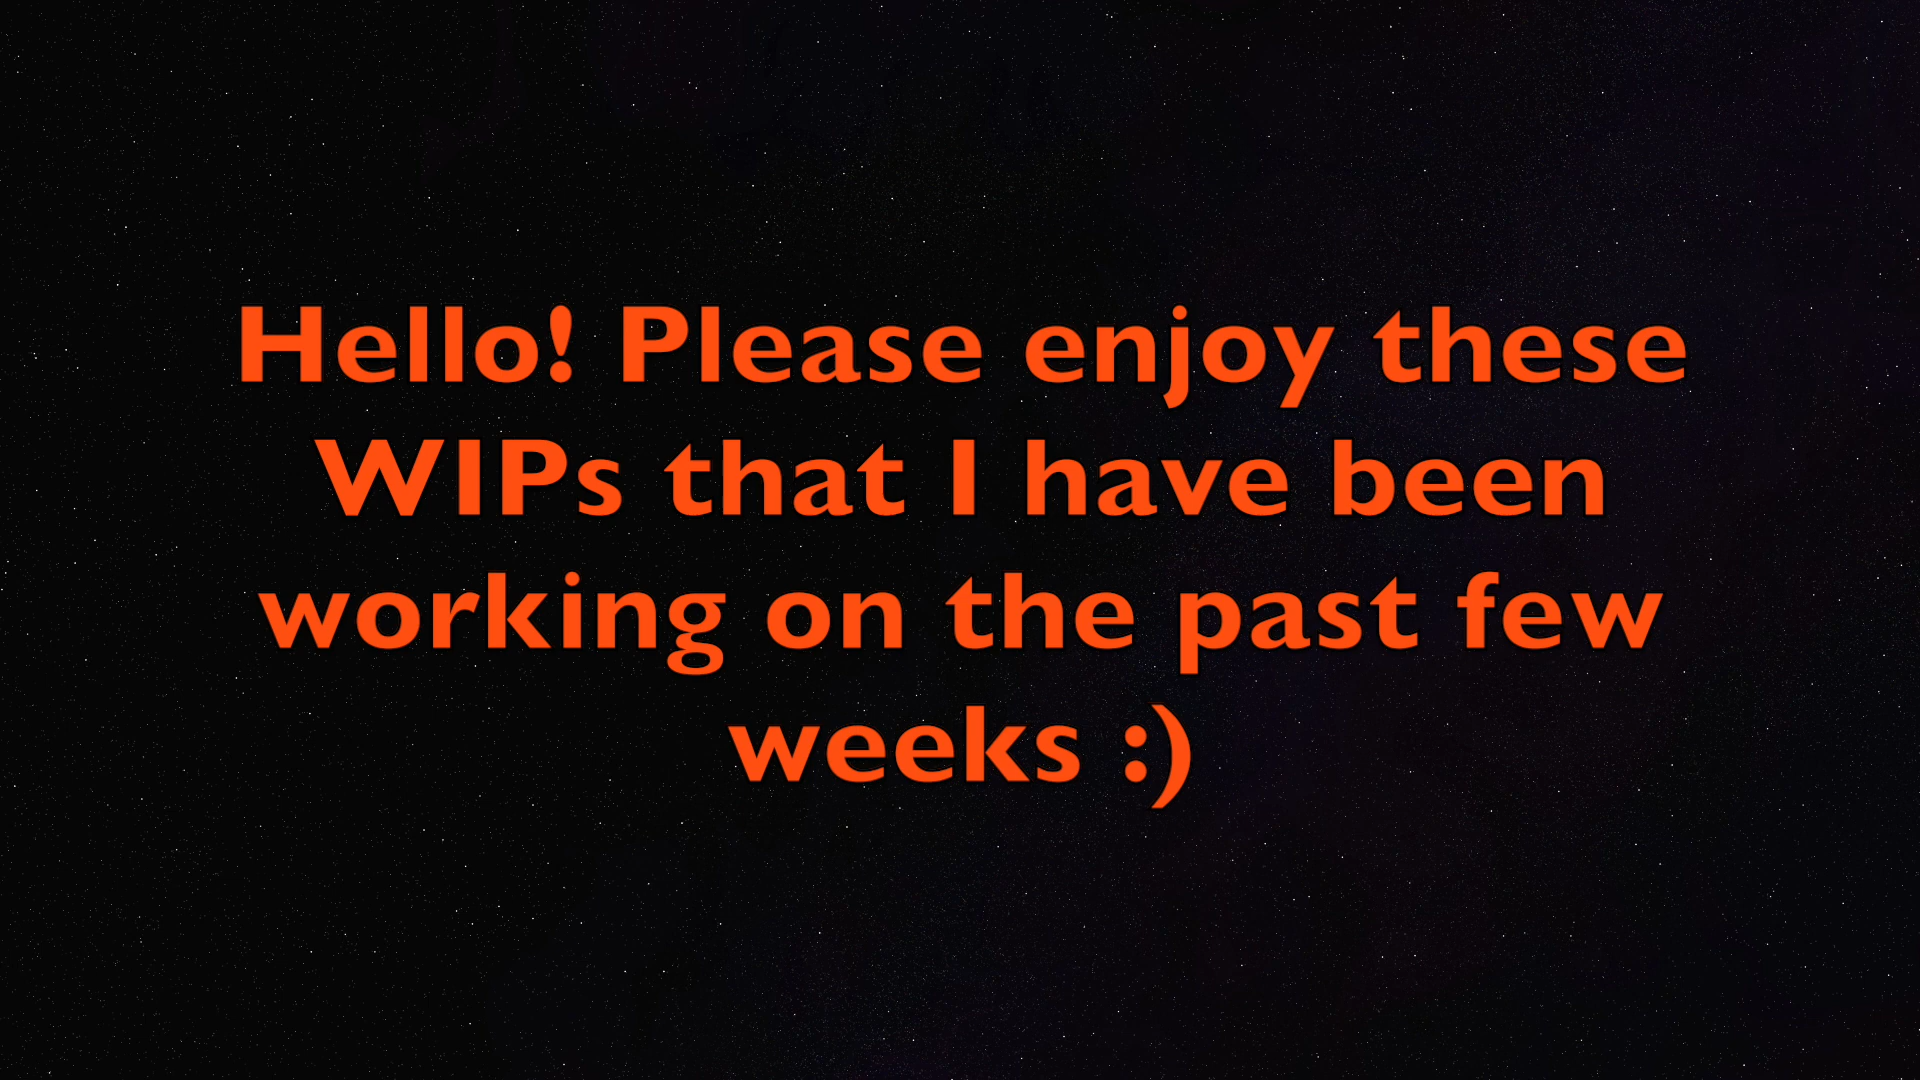 Hello! Please enjoy these
WIPs that I have been
working on the past few
weeks :)